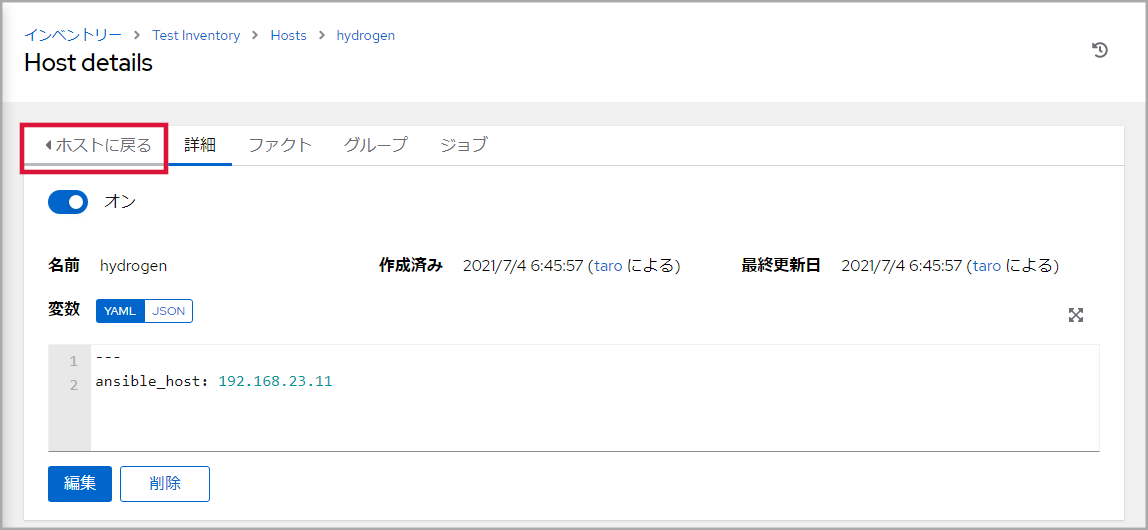 インベントリー > Test Inventory > Hosts > hydrogen
Host details
ホストに戻る 詳細 ファクト グループ ジョブ
オン
名前 hydrogen 作成済み 2021/7/4 6:45:57 (taro による) 最終更新日 2021/7/4 6:45:57 (taro による)
変数 YAML JSON
1 ---
2 ansible_host: 192.168.23.11
編集 削除